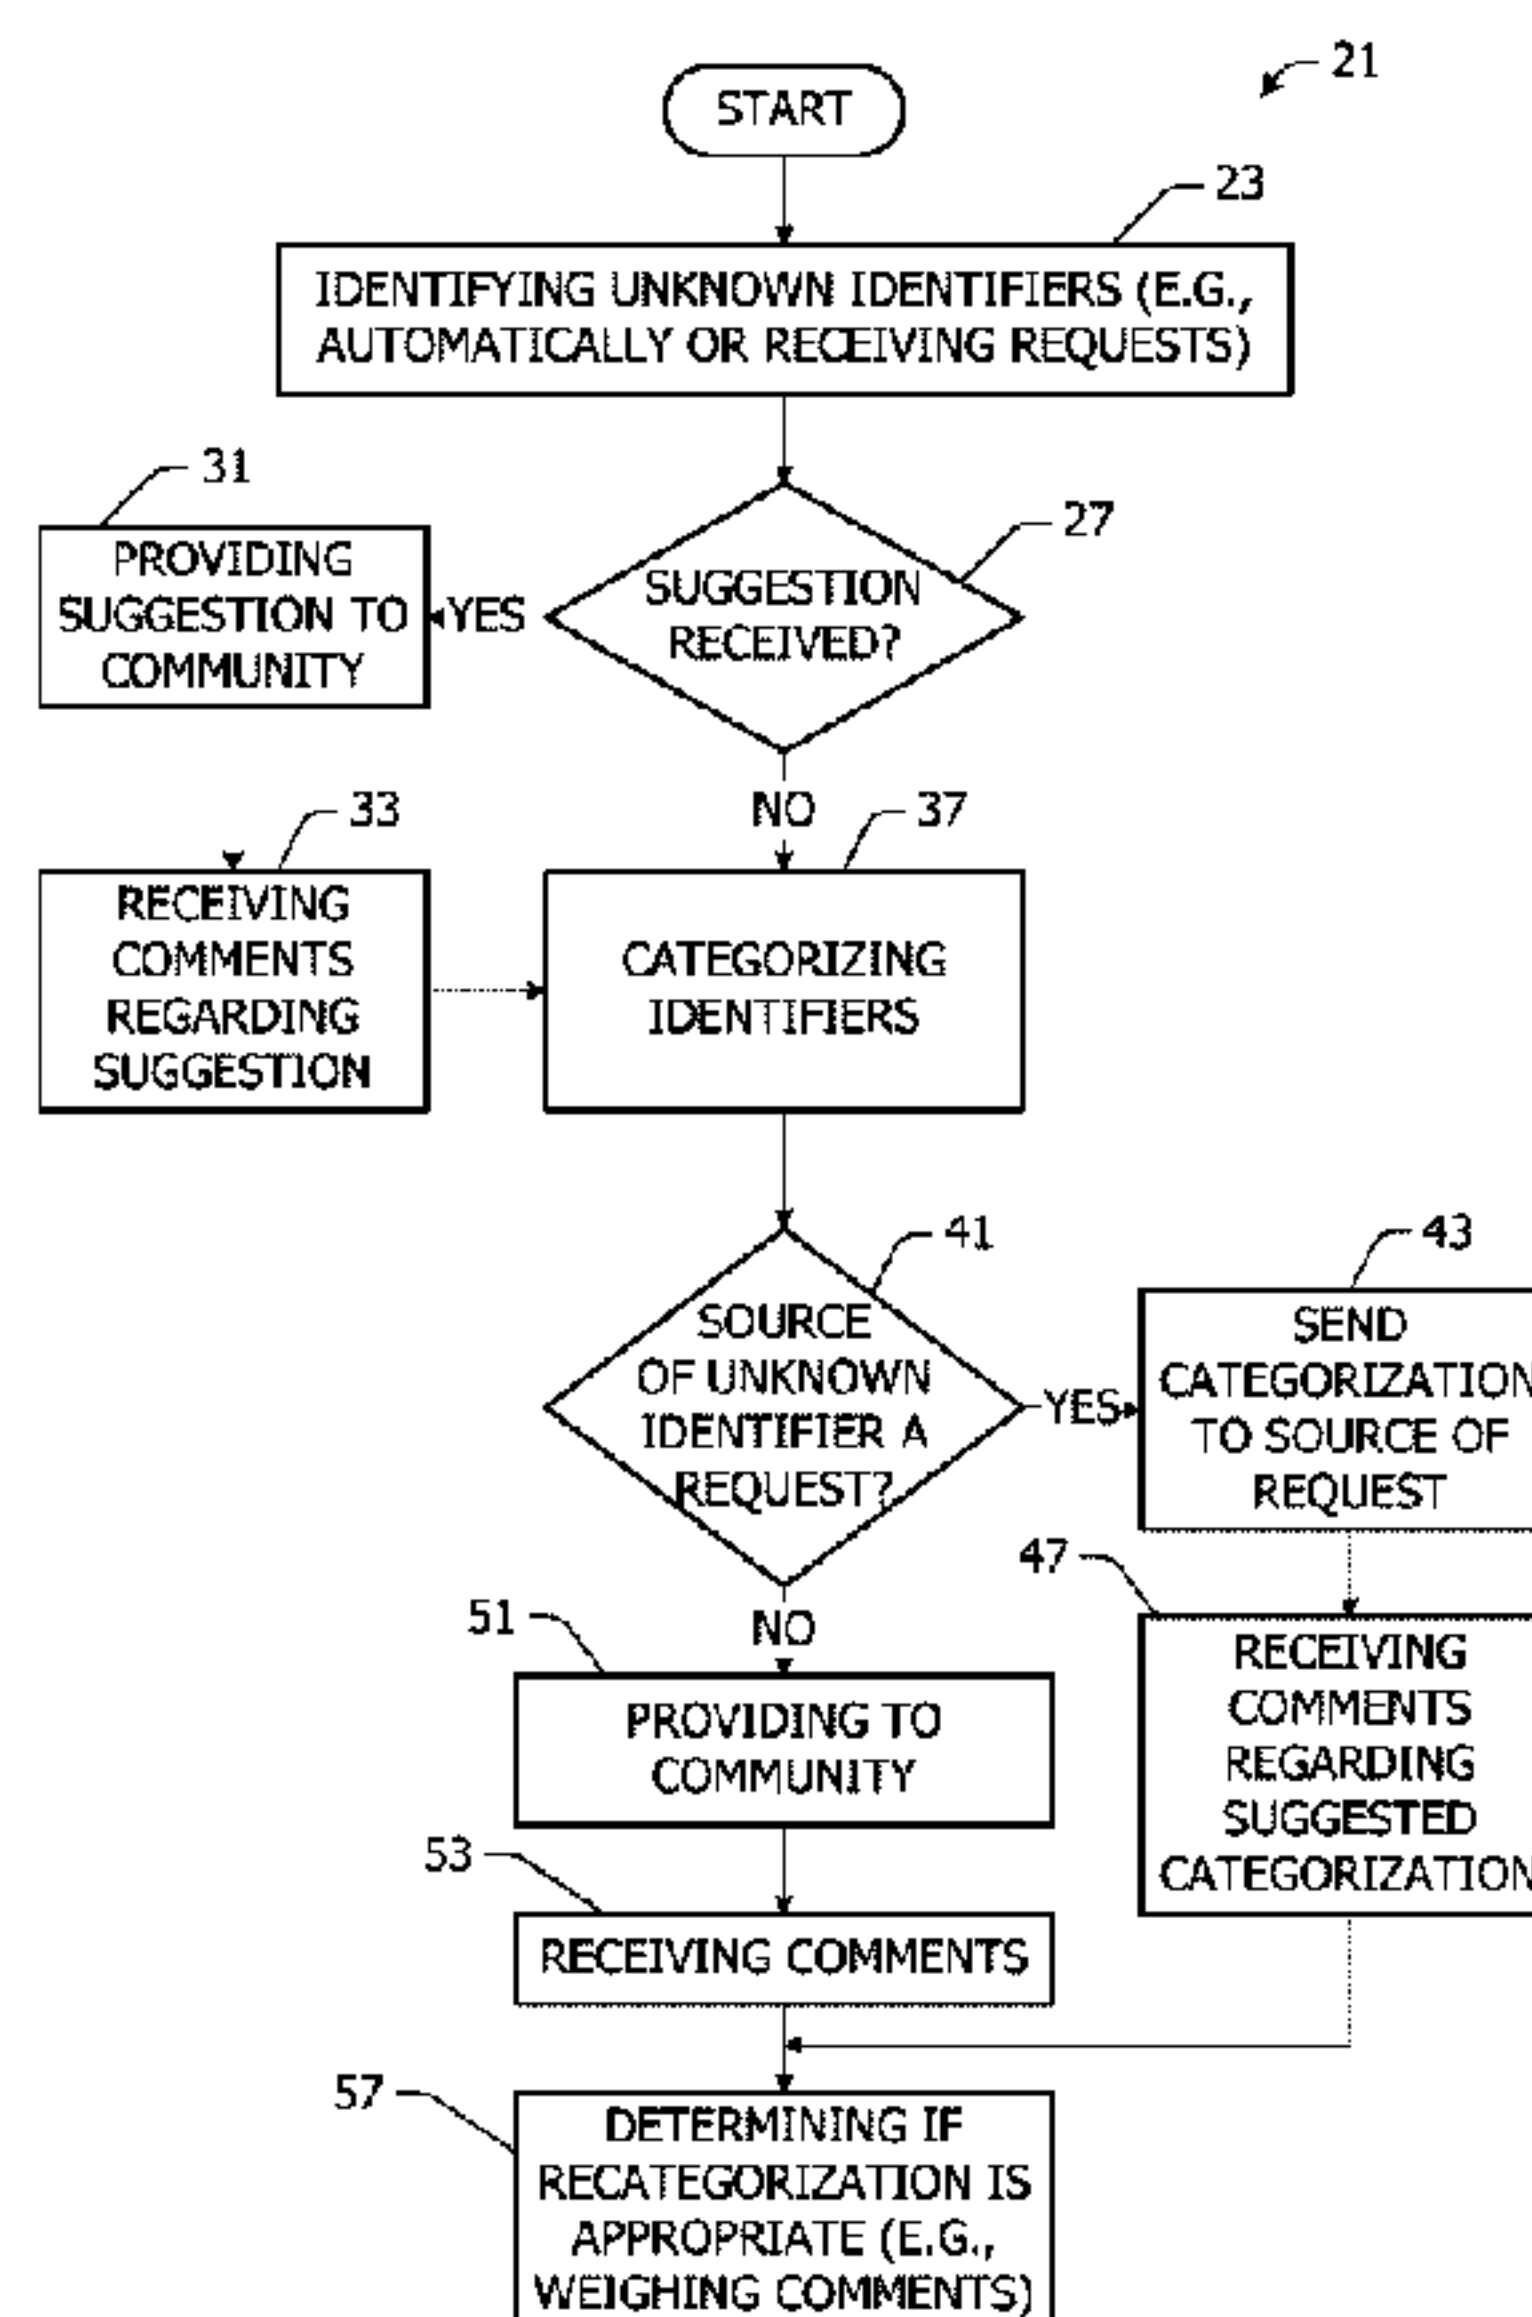 21
START
23
IDENTIFYING UNKNOWN IDENTIFIERS (E.G.,
AUTOMATICALLY OR RECEIVING REQUESTS)
31
PROVIDING
SUGGESTION TO
COMMUNITY
YES
27
SUGGESTION
RECEIVED?
NO
33
RECEIVING
COMMENTS
REGARDING
SUGGESTION
37
CATEGORIZING
IDENTIFIERS
41
SOURCE
OF UNKNOWN
IDENTIFIER A
REQUEST?
YES
43
SEND
CATEGORIZATION
TO SOURCE OF
REQUEST
NO
47
RECEIVING
COMMENTS
REGARDING
SUGGESTED
CATEGORIZATION
51
PROVIDING TO
COMMUNITY
53
RECEIVING COMMENTS
57
DETERMINING IF
RECATEGORIZATION IS
APPROPRIATE (E.G.,
WEIGHING COMMENTS)